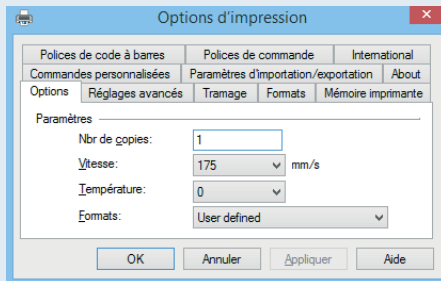 Options d'impression
Polices de code à barres Polices de commande International
Commandes personnalisées Paramètres d'importation/exportation About
Options Réglages avancés Tramage Formats Mémoire imprimante
Paramètres
Nbr de copies: 1
Vitesse: 175 mm/s
Température: 0
Formats: User defined
OK Annuler Appliquer Aide